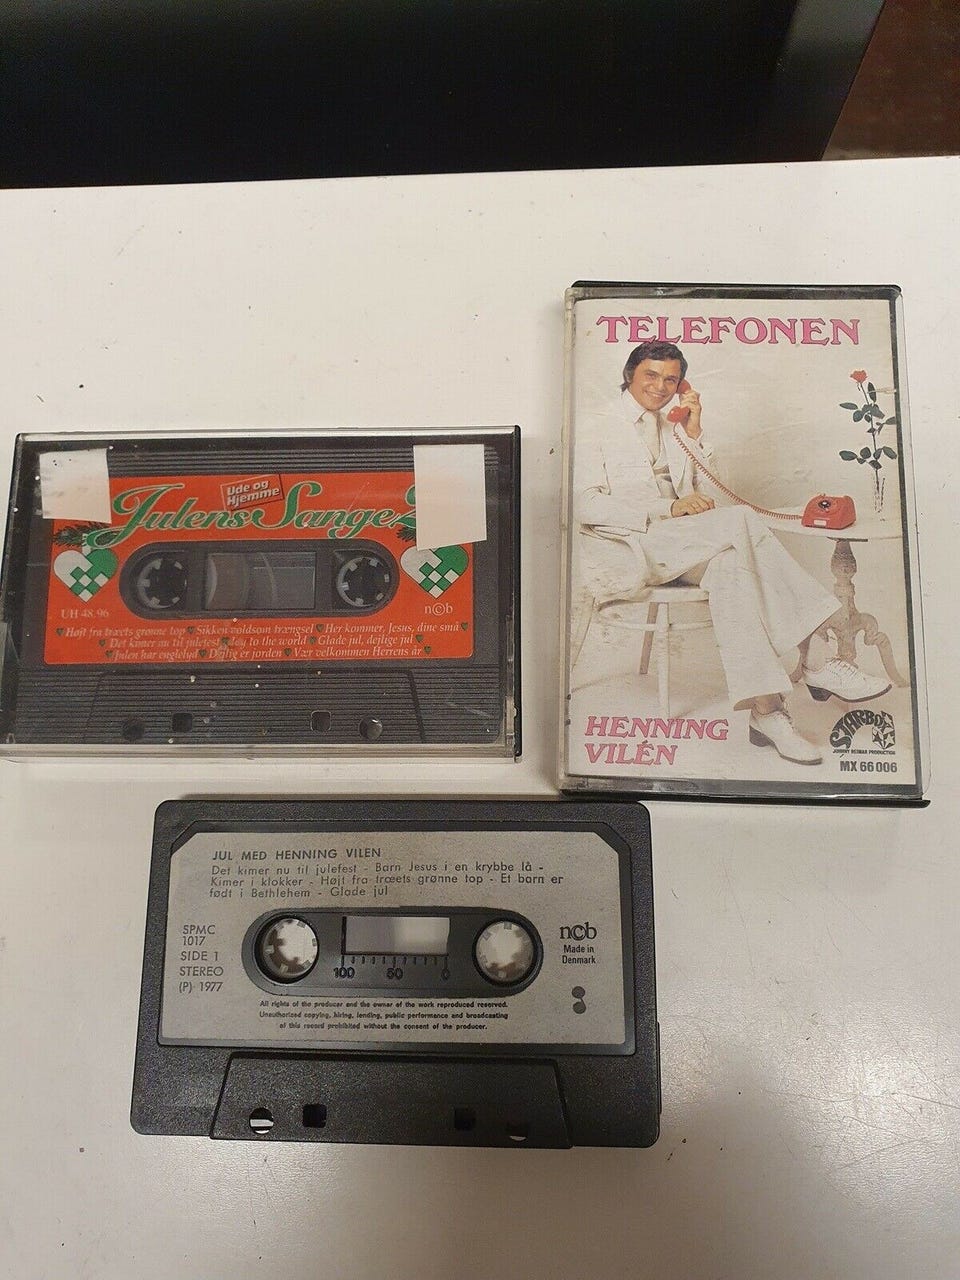 TELEFONEN
HENNING
VILÉN
STARBOX
JOHNNY REIMAR PRODUCTION
MX 66 006
Ude og
Hjemme
Julens Sange 2
UH 48.96
ncb
Højt fra træets grønne top Sikken voldsom trængsel Her kommer, Jesus, dine små
Det kimer nu til julefest Joy to the world Glade jul, dejlige jul
Julen har englelyd Dejlig er jorden Vær velkommen Herrens år
JUL MED HENNING VILEN
Det kimer nu til julefest - Barn Jesus i en krybbe lå -
Kimer i klokker - Højt fra træets grønne top - Et barn er
født i Bethlehem - Glade jul
SPMC
1017
SIDE 1
STEREO
(P) 1977
100 50 0
ncb
Made in
Denmark
All rights of the producer and the owner of the work reproduced reserved.
Unauthorized copying, hiring, lending, public performance and broadcasting
of this record prohibited without the consent of the producer.